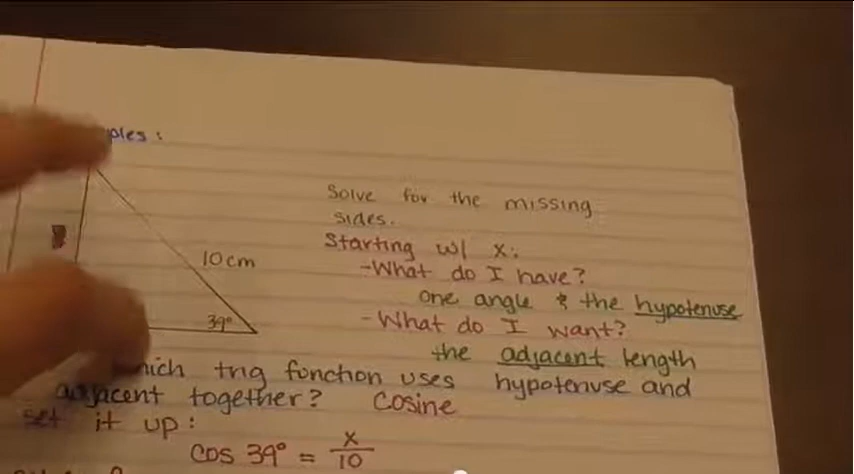 ples:
Solve for the missing
sides.
Starting w/ x:
-What do I have?
one angle & the hypotenuse
-What do I want?
the adjacent length
10cm
39°
hich trig function uses hypotenuse and
adjacent together? Cosine
set it up:
cos 39° = x/10